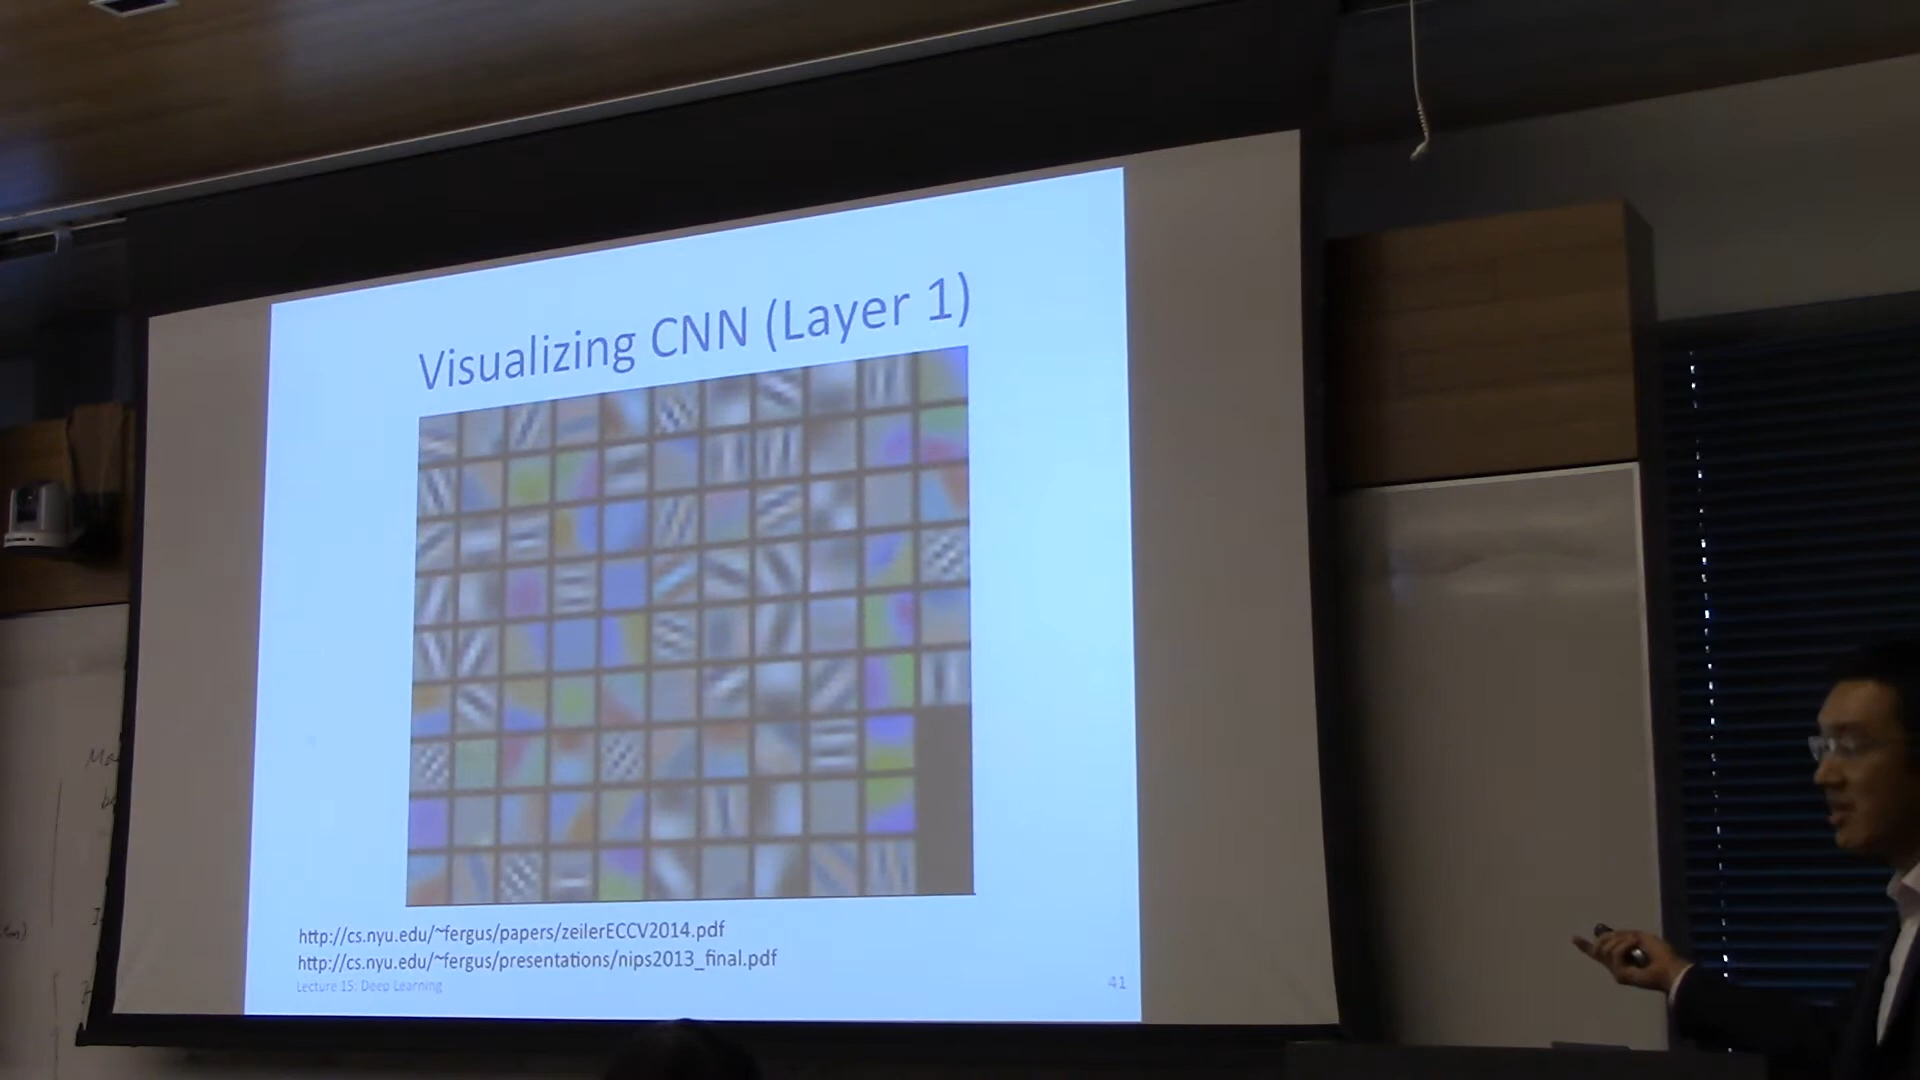 Visualizing CNN (Layer 1)
http://cs.nyu.edu/~fergus/papers/zeilerECCV2014.pdf
http://cs.nyu.edu/~fergus/presentations/nips2013_final.pdf
Lecture 15: Deep Learning
41